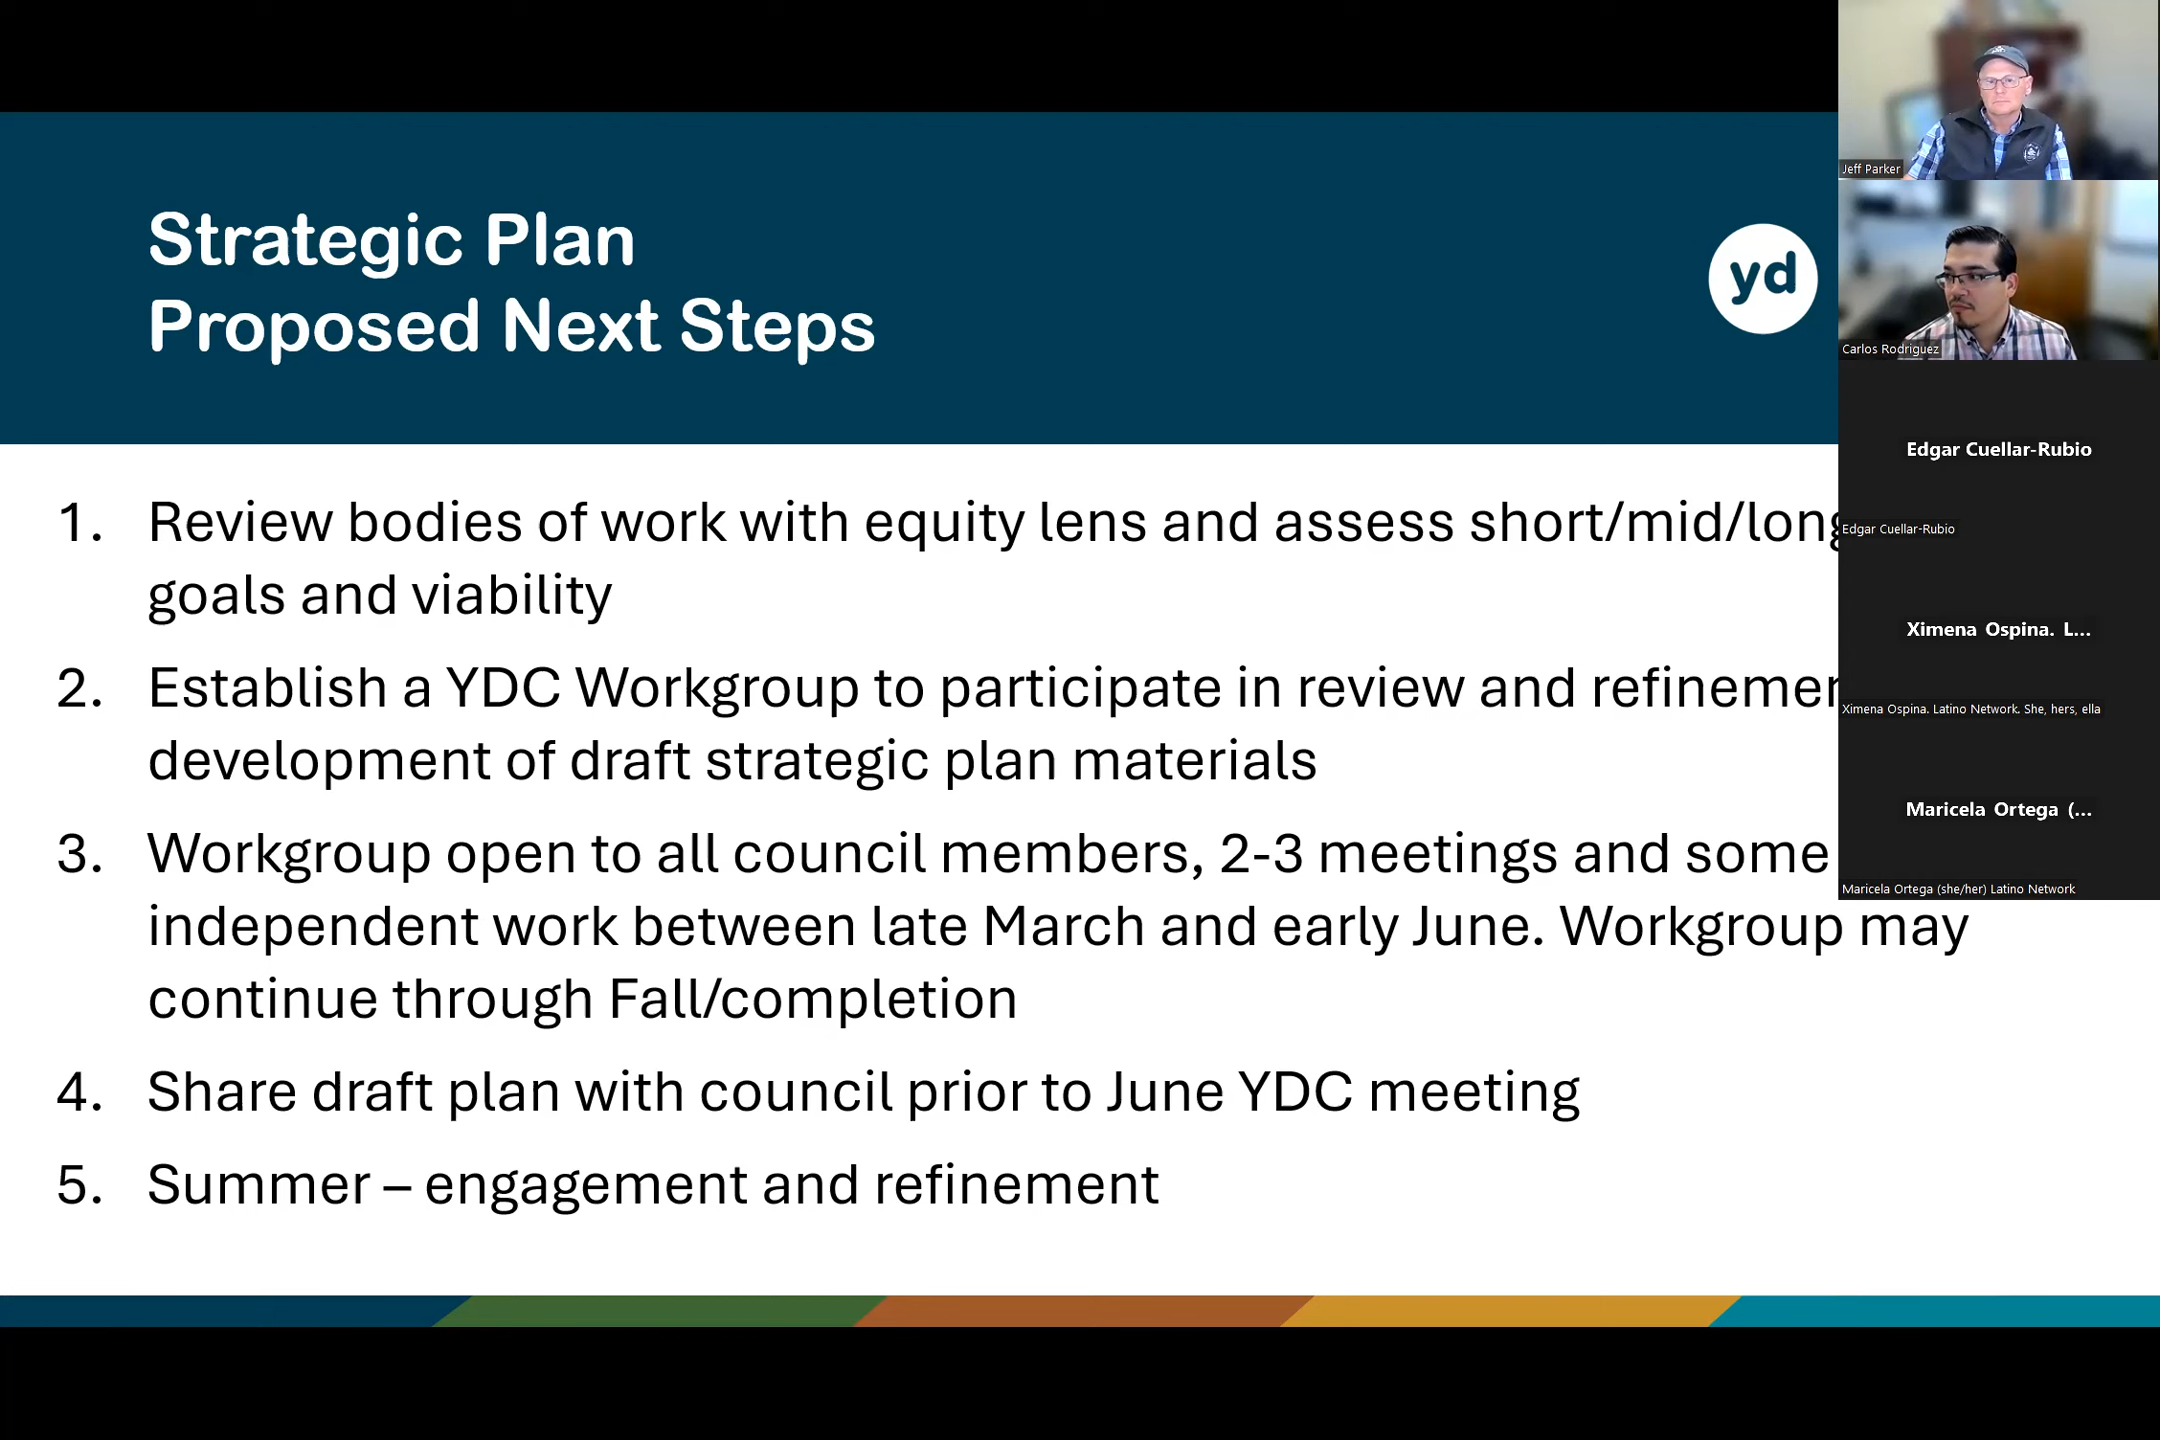 Strategic Plan
Proposed Next Steps
yd
1. Review bodies of work with equity lens and assess short/mid/long
goals and viability
2. Establish a YDC Workgroup to participate in review and
development of draft strategic plan materials
3. Workgroup open to all council members, 2-3 meetings and some
independent work between late March and early June. Workgroup may
continue through Fall/completion
4. Share draft plan with council prior to June YDC meeting
5. Summer – engagement and refinement
Jeff Parker
Carlos Rodriguez
Edgar Cuellar-Rubio
Edgar Cuellar-Rubio
Ximena Ospina. L...
Ximena Ospina. Latino Network. She, hers, ella
Maricela Ortega (...
Maricela Ortega (she/her) Latino Network